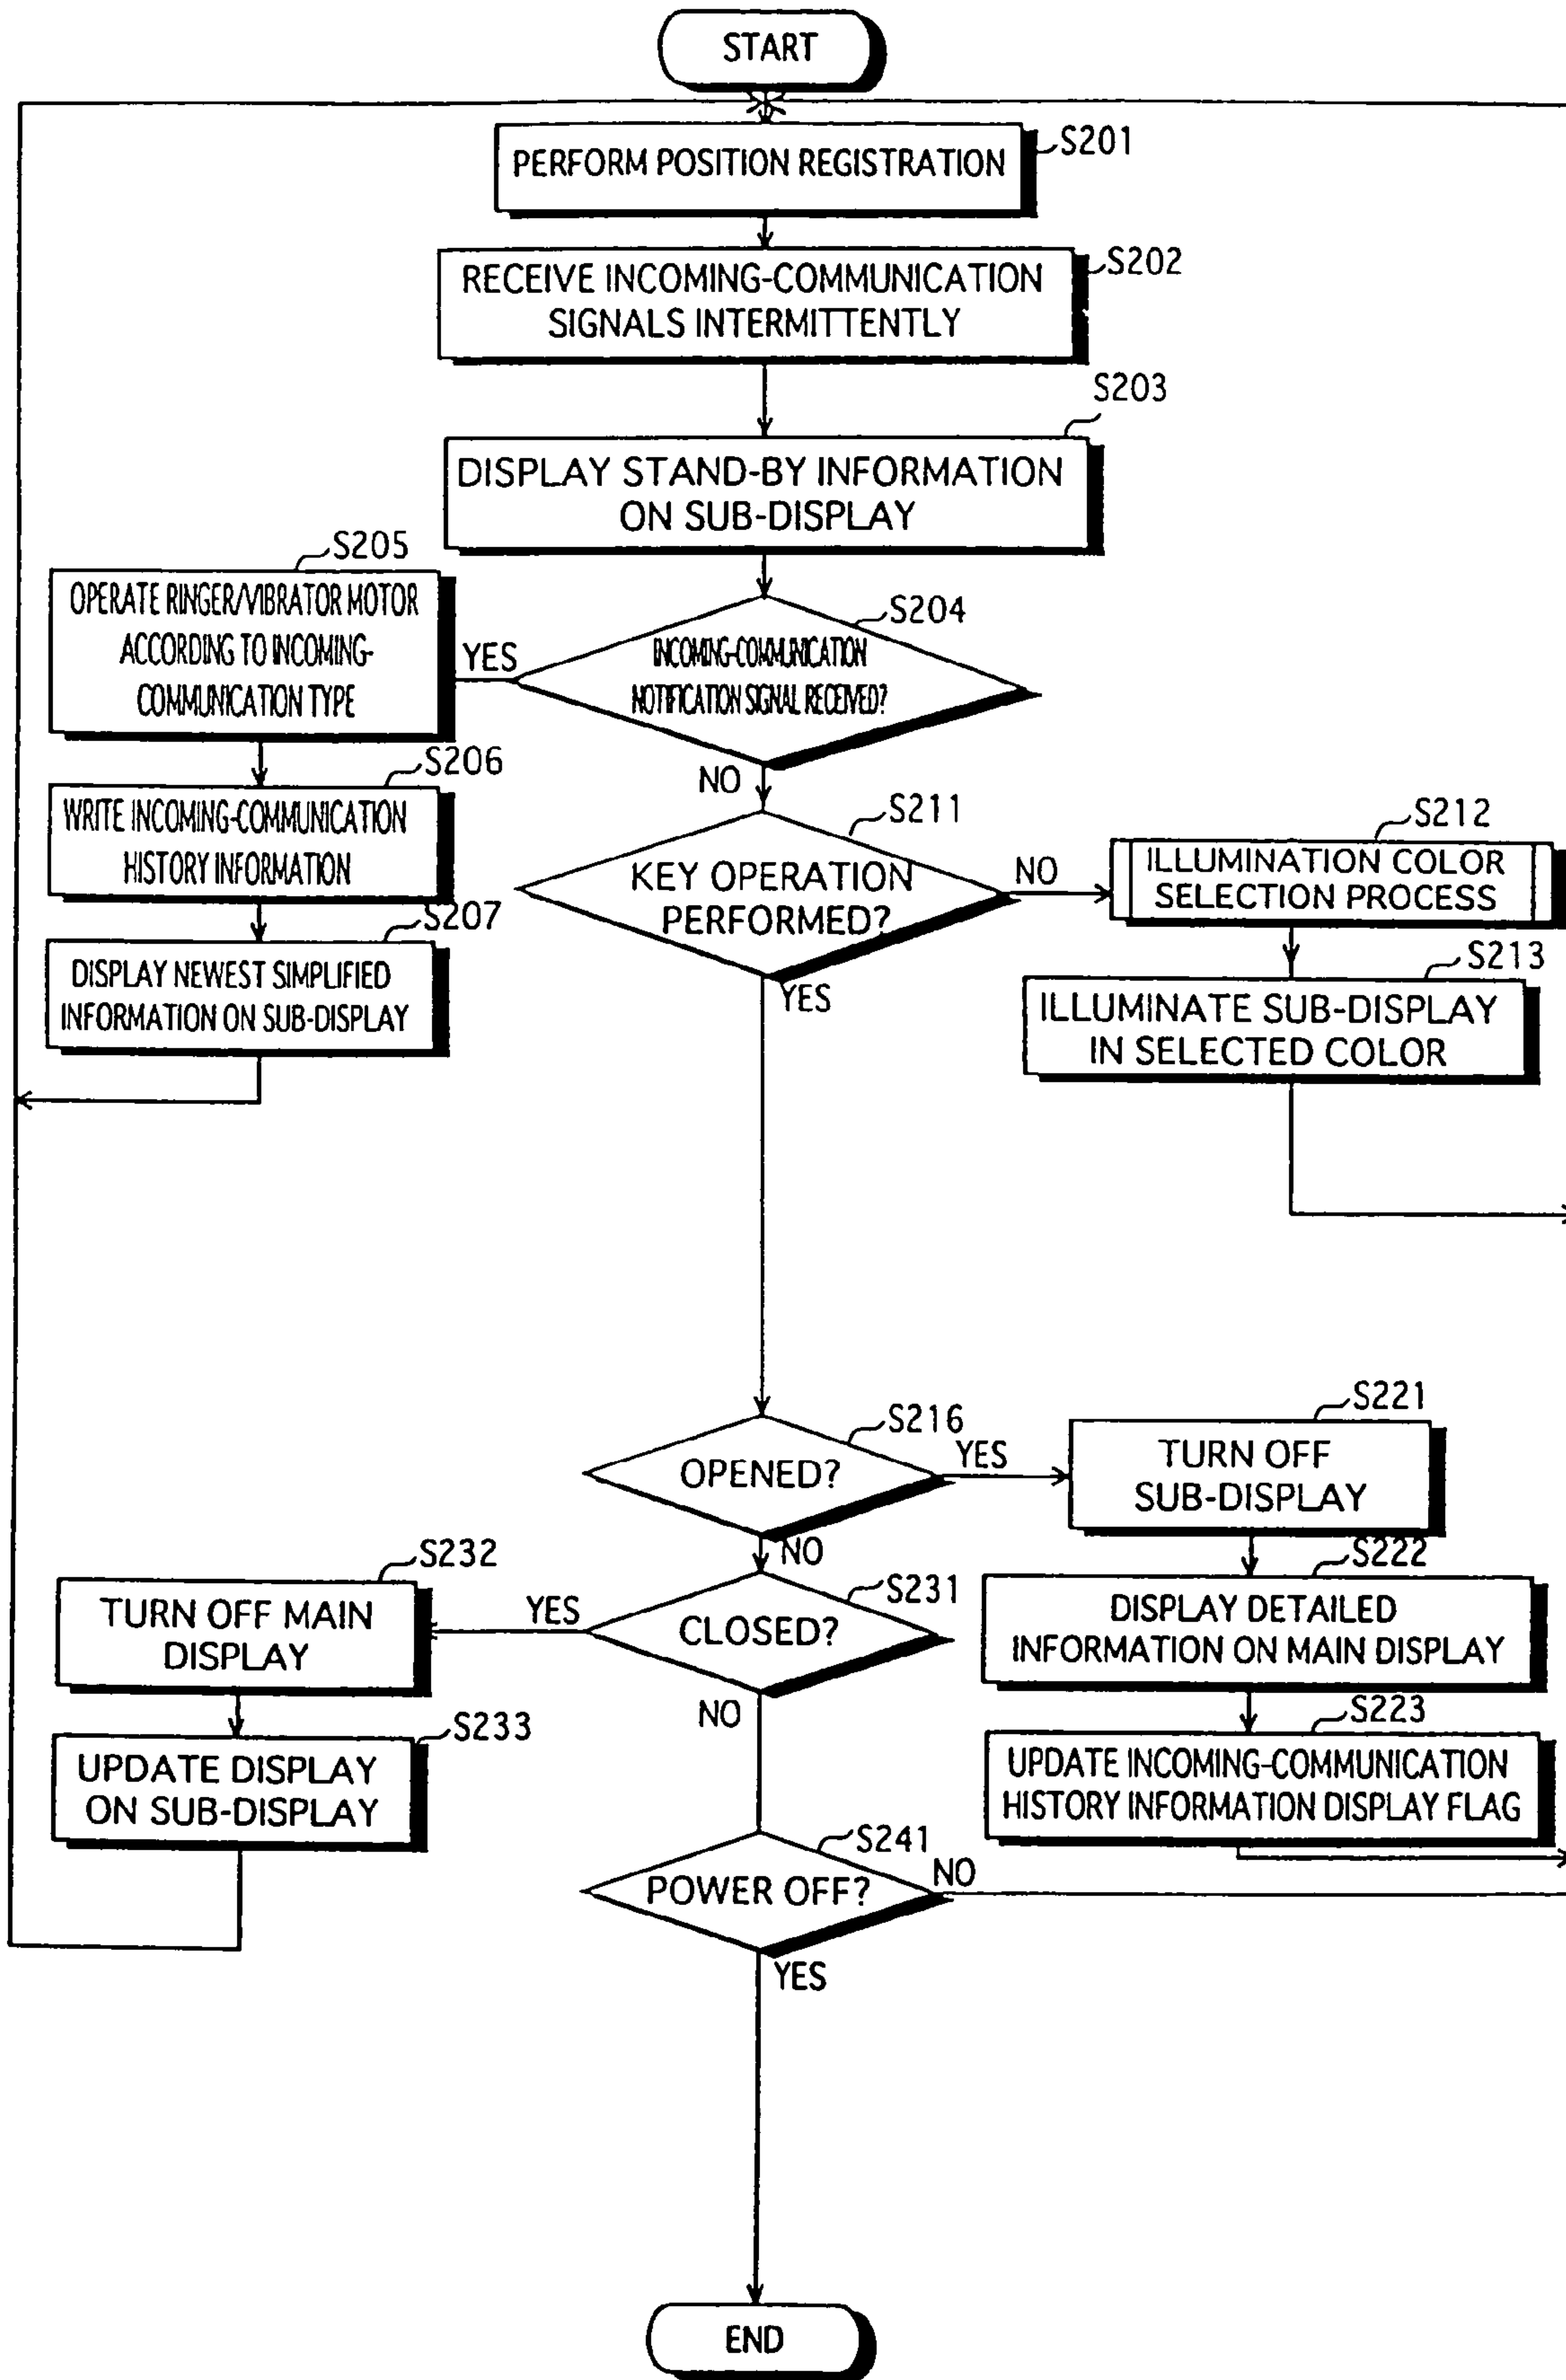 START
PERFORM POSITION REGISTRATION
S201
RECEIVE INCOMING-COMMUNICATION
SIGNALS INTERMITTENTLY
S202
S203
DISPLAY STAND-BY INFORMATION
ON SUB-DISPLAY
S205
OPERATE RINGER/VIBRATOR MOTOR
ACCORDING TO INCOMING-
COMMUNICATION TYPE
YES
S204
INCOMING-COMMUNICATION
NOTIFICATION SIGNAL RECEIVED?
NO
S206
WRITE INCOMING-COMMUNICATION
HISTORY INFORMATION
S207
DISPLAY NEWEST SIMPLIFIED
INFORMATION ON SUB-DISPLAY
S211
KEY OPERATION
PERFORMED?
NO
YES
S212
ILLUMINATION COLOR
SELECTION PROCESS
S213
ILLUMINATE SUB-DISPLAY
IN SELECTED COLOR
S216
OPENED?
YES
NO
S221
TURN OFF
SUB-DISPLAY
S222
DISPLAY DETAILED
INFORMATION ON MAIN DISPLAY
S223
UPDATE INCOMING-COMMUNICATION
HISTORY INFORMATION DISPLAY FLAG
S231
CLOSED?
YES
NO
S232
TURN OFF MAIN
DISPLAY
S233
UPDATE DISPLAY
ON SUB-DISPLAY
S241
POWER OFF?
NO
YES
END